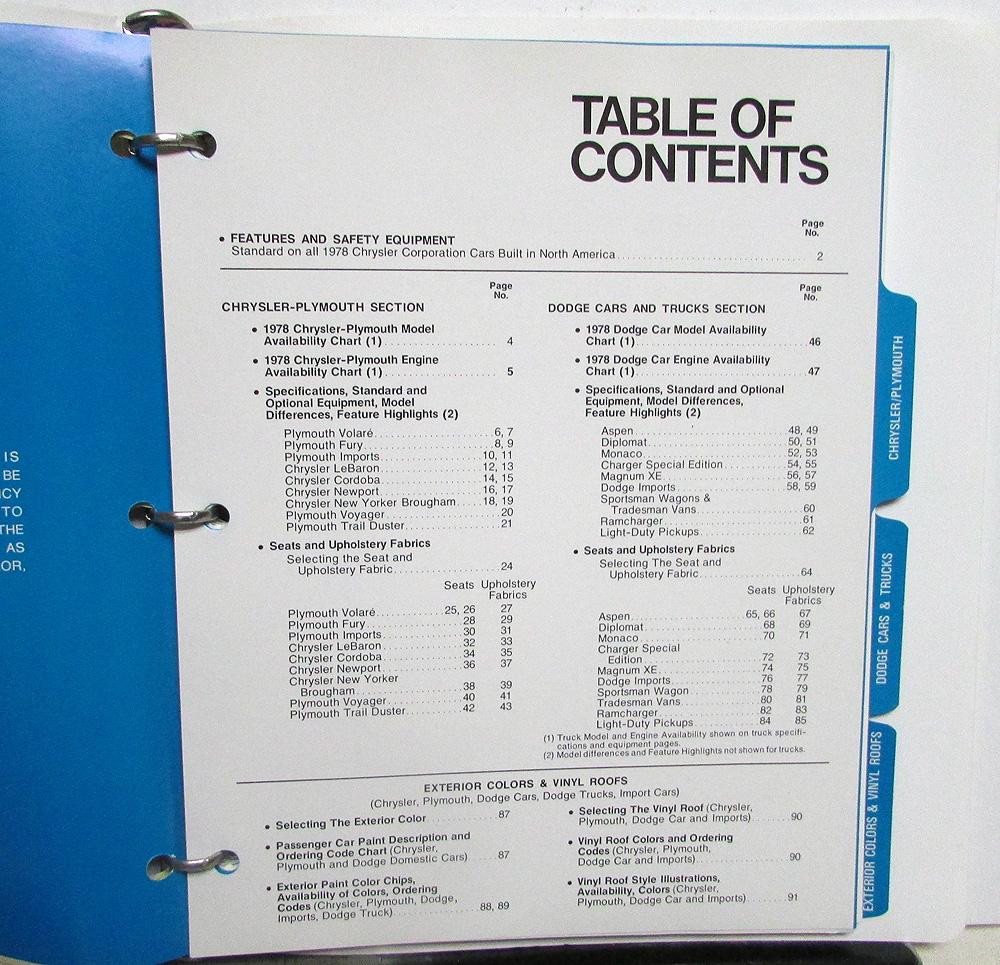 IS
BE
CY
TO
THE
AS
OR,
TABLE OF
CONTENTS
Page
No.
• FEATURES AND SAFETY EQUIPMENT
Standard on all 1978 Chrysler Corporation Cars Built in North America 2
Page
No.
CHRYSLER-PLYMOUTH SECTION
• 1978 Chrysler-Plymouth Model
Availability Chart (1) 4
• 1978 Chrysler-Plymouth Engine
Availability Chart (1) 5
• Specifications, Standard and
Optional Equipment, Model
Differences, Feature Highlights (2)
Plymouth Volaré 6, 7
Plymouth Fury 8, 9
Plymouth Imports 10, 11
Chrysler LeBaron 12, 13
Chrysler Cordoba 14, 15
Chrysler Newport 16, 17
Chrysler New Yorker Brougham 18, 19
Plymouth Voyager 20
Plymouth Trail Duster 21
• Seats and Upholstery Fabrics
Selecting the Seat and
Upholstery Fabric 24
Seats Upholstery
Fabrics
Plymouth Volaré 25, 26 27
Plymouth Fury 28 29
Plymouth Imports 30 31
Chrysler LeBaron 32 33
Chrysler Cordoba 34 35
Chrysler Newport 36 37
Chrysler New Yorker
Brougham 38 39
Plymouth Voyager 40 41
Plymouth Trail Duster 42 43
Page
No.
DODGE CARS AND TRUCKS SECTION
• 1978 Dodge Car Model Availability
Chart (1) 46
• 1978 Dodge Car Engine Availability
Chart (1) 47
• Specifications, Standard and Optional
Equipment, Model Differences,
Feature Highlights (2)
Aspen 48, 49
Diplomat 50, 51
Monaco 52, 53
Charger Special Edition 54, 55
Magnum XE 56, 57
Dodge Imports 58, 59
Sportsman Wagons &
Tradesman Vans 60
Ramcharger 61
Light-Duty Pickups 62
• Seats and Upholstery Fabrics
Selecting The Seat and
Upholstery Fabric 64
Seats Upholstery
Fabrics
Aspen 65, 66 67
Diplomat 68 69
Monaco 70 71
Charger Special
Edition 72 73
Magnum XE 74 75
Dodge Imports 76 77
Sportsman Wagon 78 79
Tradesman Vans 80 81
Ramcharger 82 83
Light-Duty Pickups 84 85
(1) Truck Model and Engine Availability shown on truck specifi-
cations and equipment pages.
(2) Model differences and Feature Highlights not shown for trucks.
EXTERIOR COLORS & VINYL ROOFS
(Chrysler, Plymouth, Dodge Cars, Dodge Trucks, Import Cars)
• Selecting The Exterior Color 87
• Passenger Car Paint Description and
Ordering Code Chart (Chrysler,
Plymouth and Dodge Domestic Cars) 87
• Exterior Paint Color Chips,
Availability of Colors, Ordering
Codes (Chrysler, Plymouth, Dodge,
Imports, Dodge Truck) 88, 89
• Selecting The Vinyl Roof (Chrysler,
Plymouth, Dodge Car and Imports) 90
• Vinyl Roof Colors and Ordering
Codes (Chrysler, Plymouth,
Dodge Car and Imports) 90
• Vinyl Roof Style Illustrations,
Availability, Colors (Chrysler,
Plymouth, Dodge Car and Imports) 91
CHRYSLER/PLYMOUTH
DODGE CARS & TRUCKS
EXTERIOR COLORS & VINYL ROOFS